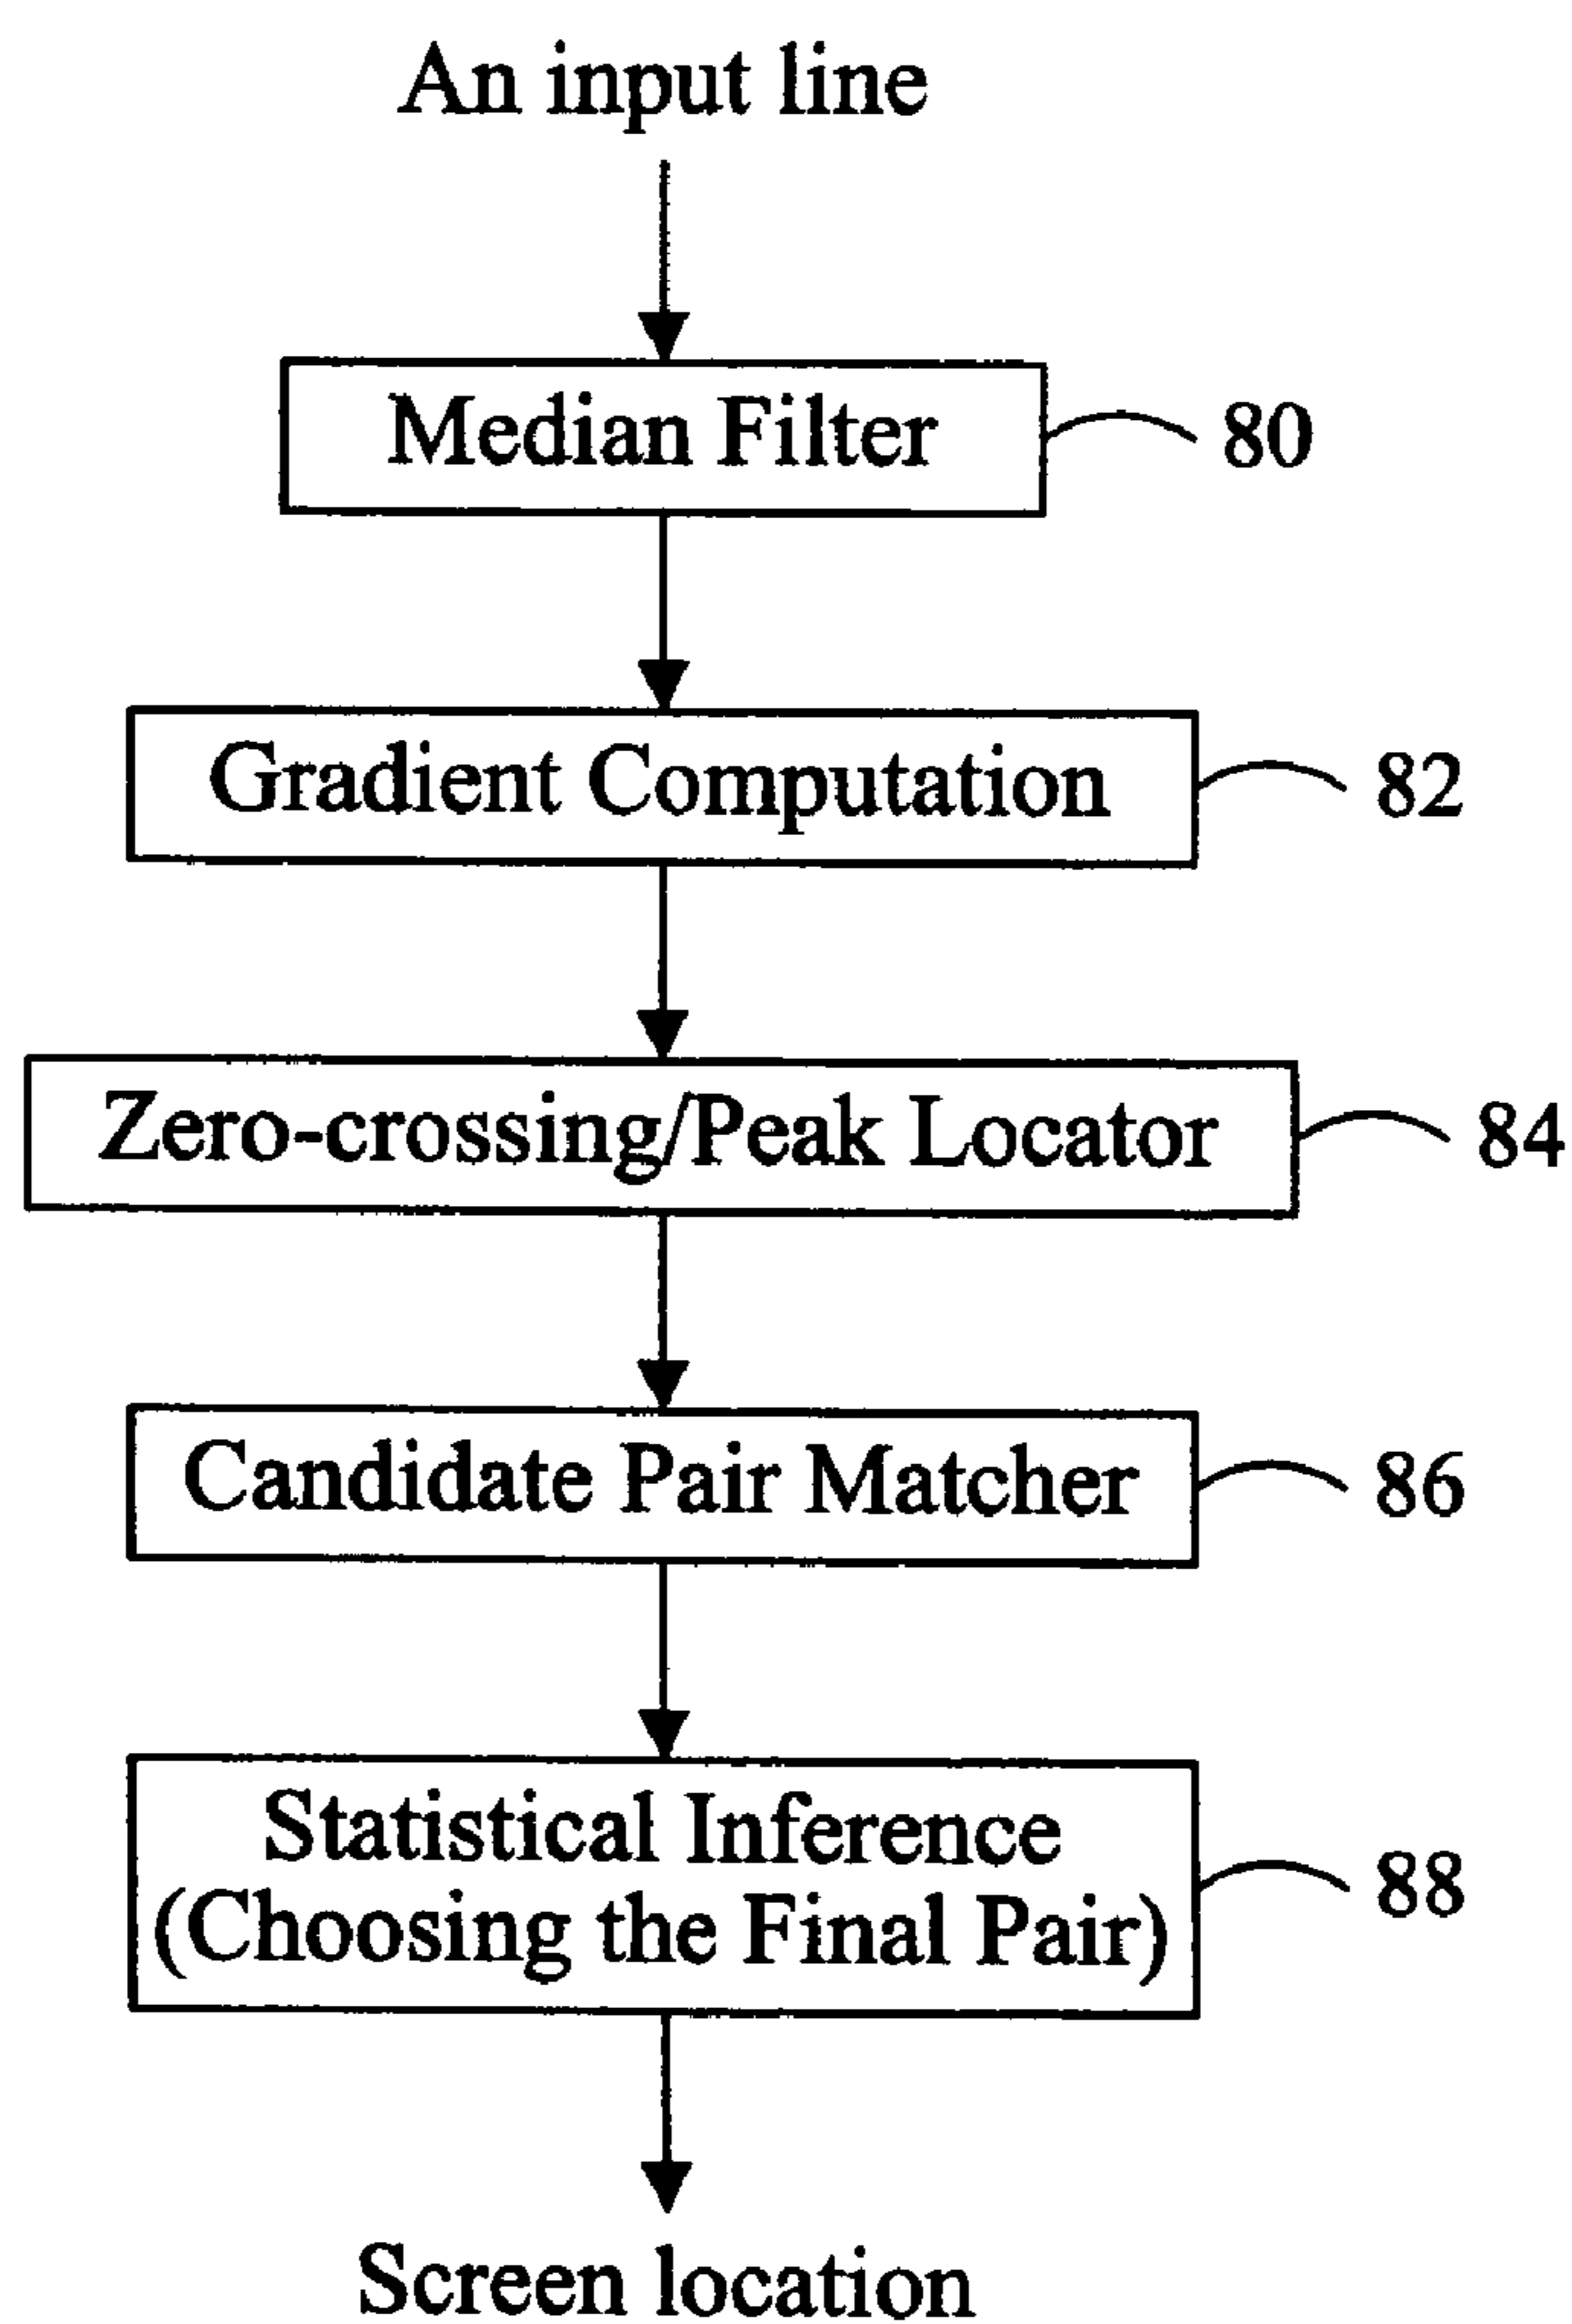 An input line
Median Filter
80
Gradient Computation
82
Zero-crossing/Peak Locator
84
Candidate Pair Matcher
86
Statistical Inference
(Choosing the Final Pair)
88
Screen location